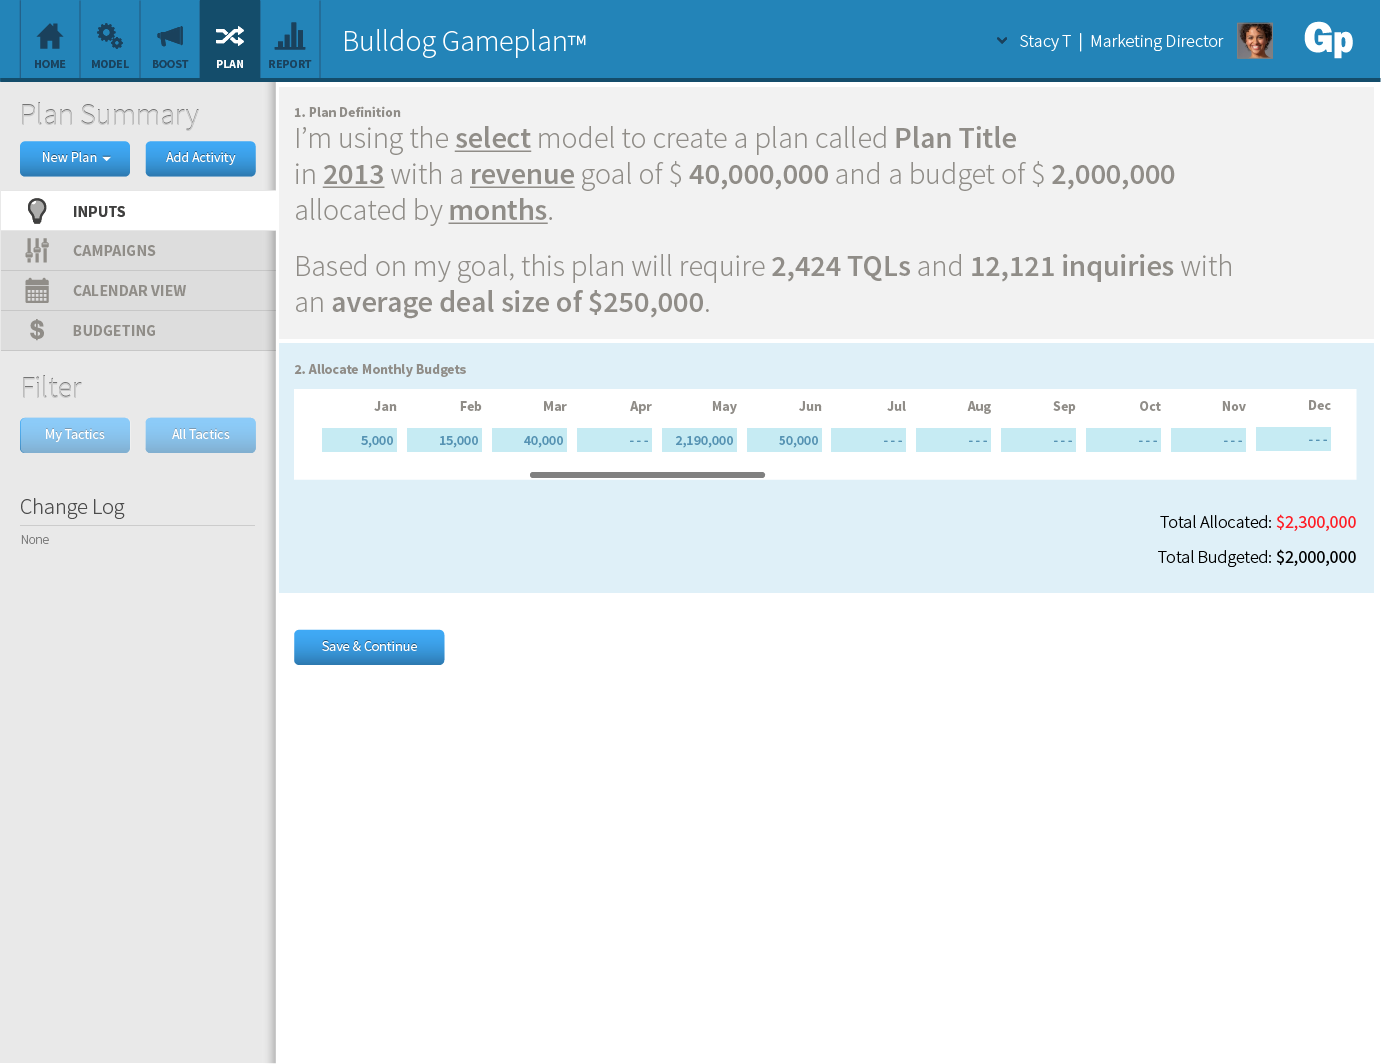 HOME MODEL BOOST PLAN REPORT Bulldog Gameplan™ Stacy T | Marketing Director Gp
Plan Summary
New Plan Add Activity
INPUTS
CAMPAIGNS
CALENDAR VIEW
$ BUDGETING
Filter
My Tactics All Tactics
Change Log
None
1. Plan Definition
I’m using the select model to create a plan called Plan Title
in 2013 with a revenue goal of $ 40,000,000 and a budget of $ 2,000,000
allocated by months.
Based on my goal, this plan will require 2,424 TQLs and 12,121 inquiries with
an average deal size of $250,000.
2. Allocate Monthly Budgets
Jan Feb Mar Apr May Jun Jul Aug Sep Oct Nov Dec
5,000 15,000 40,000 --- 2,190,000 50,000 --- --- --- --- --- ---
Total Allocated: $2,300,000
Total Budgeted: $2,000,000
Save & Continue